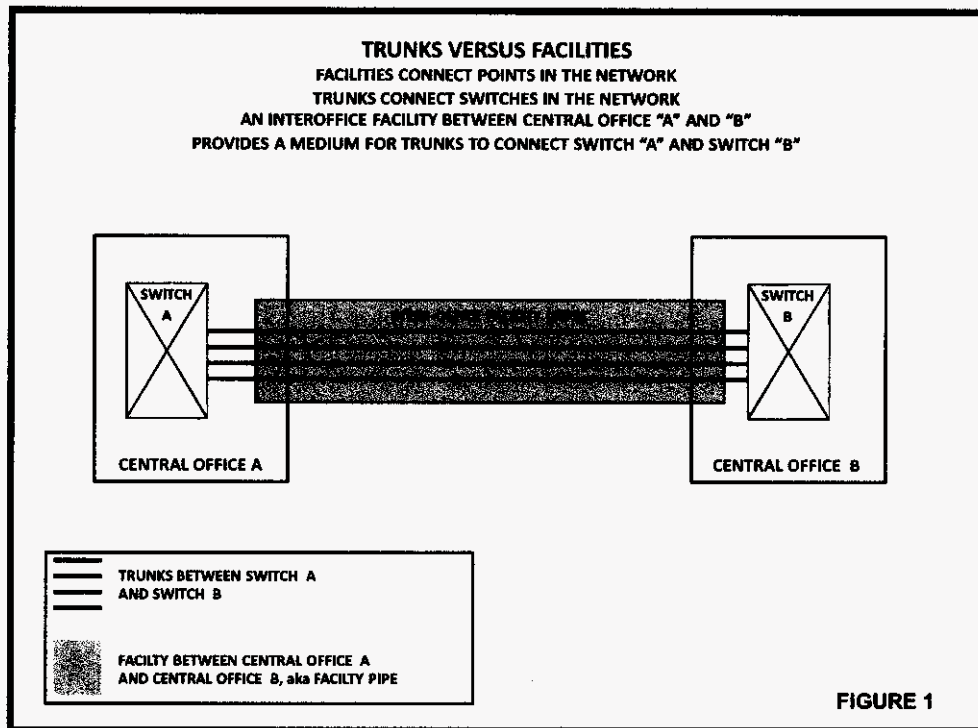 TRUNKS VERSUS FACILITIES
FACILITIES CONNECT POINTS IN THE NETWORK
TRUNKS CONNECT SWITCHES IN THE NETWORK
AN INTEROFFICE FACILITY BETWEEN CENTRAL OFFICE "A" AND "B"
PROVIDES A MEDIUM FOR TRUNKS TO CONNECT SWITCH "A" AND SWITCH "B"
SWITCH
A
SWITCH
B
CENTRAL OFFICE A
CENTRAL OFFICE B
TRUNKS BETWEEN SWITCH A
AND SWITCH B
FACILTY BETWEEN CENTRAL OFFICE A
AND CENTRAL OFFICE B, aka FACILTY PIPE
FIGURE 1